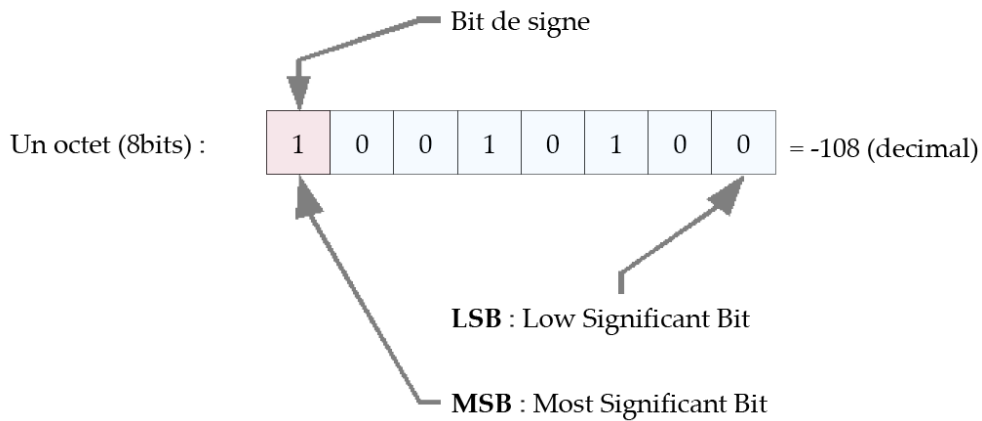 Bit de signe
Un octet (8bits) : 1 0 0 1 0 1 0 0 = -108 (decimal)
LSB : Low Significant Bit
MSB : Most Significant Bit